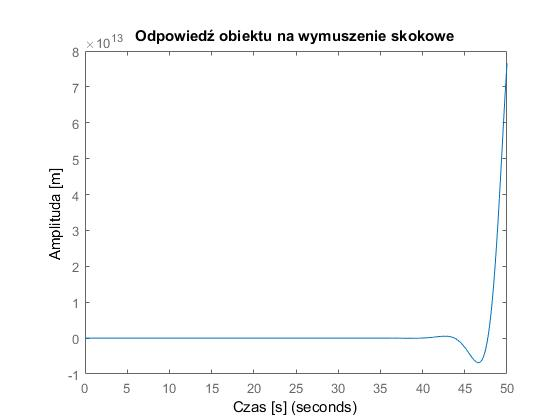 Odpowiedź obiektu na wymuszenie skokowe
×10^13
8
7
6
5
4
3
2
1
0
-1
Amplituda [m]
0 5 10 15 20 25 30 35 40 45 50
Czas [s] (seconds)